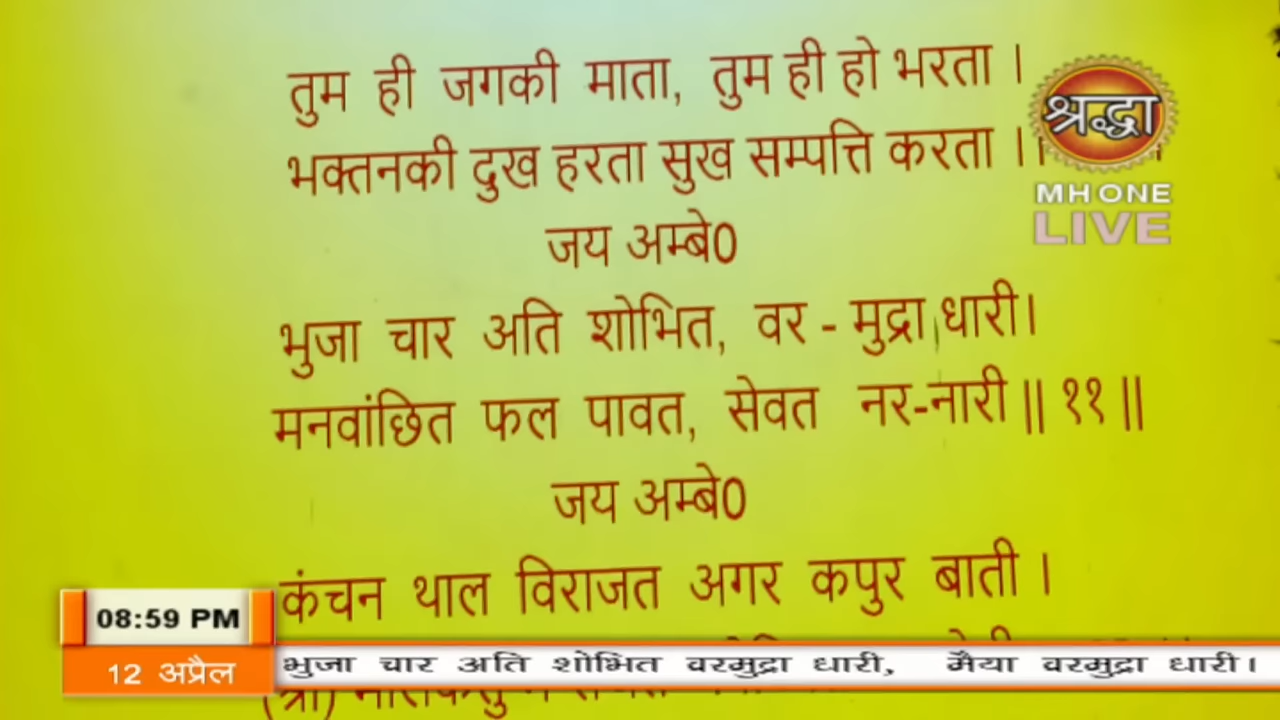 तुम ही जगकी माता, तुम ही हो भरता ।
भक्तनकी दुख हरता सुख सम्पत्ति करता ।।
जय अम्बे0
भुजा चार अति शोभित, वर - मुद्रा धारी।
मनवांछित फल पावत, सेवत नर-नारी || ११ ||
जय अम्बे0
कंचन थाल विराजत अगर कपुर बाती ।
श्रद्धा
MH ONE
LIVE
08:59 PM
12 अप्रैल
भुजा चार अति शोभित वरमुद्रा धारी, मैया वरमुद्रा धारी।